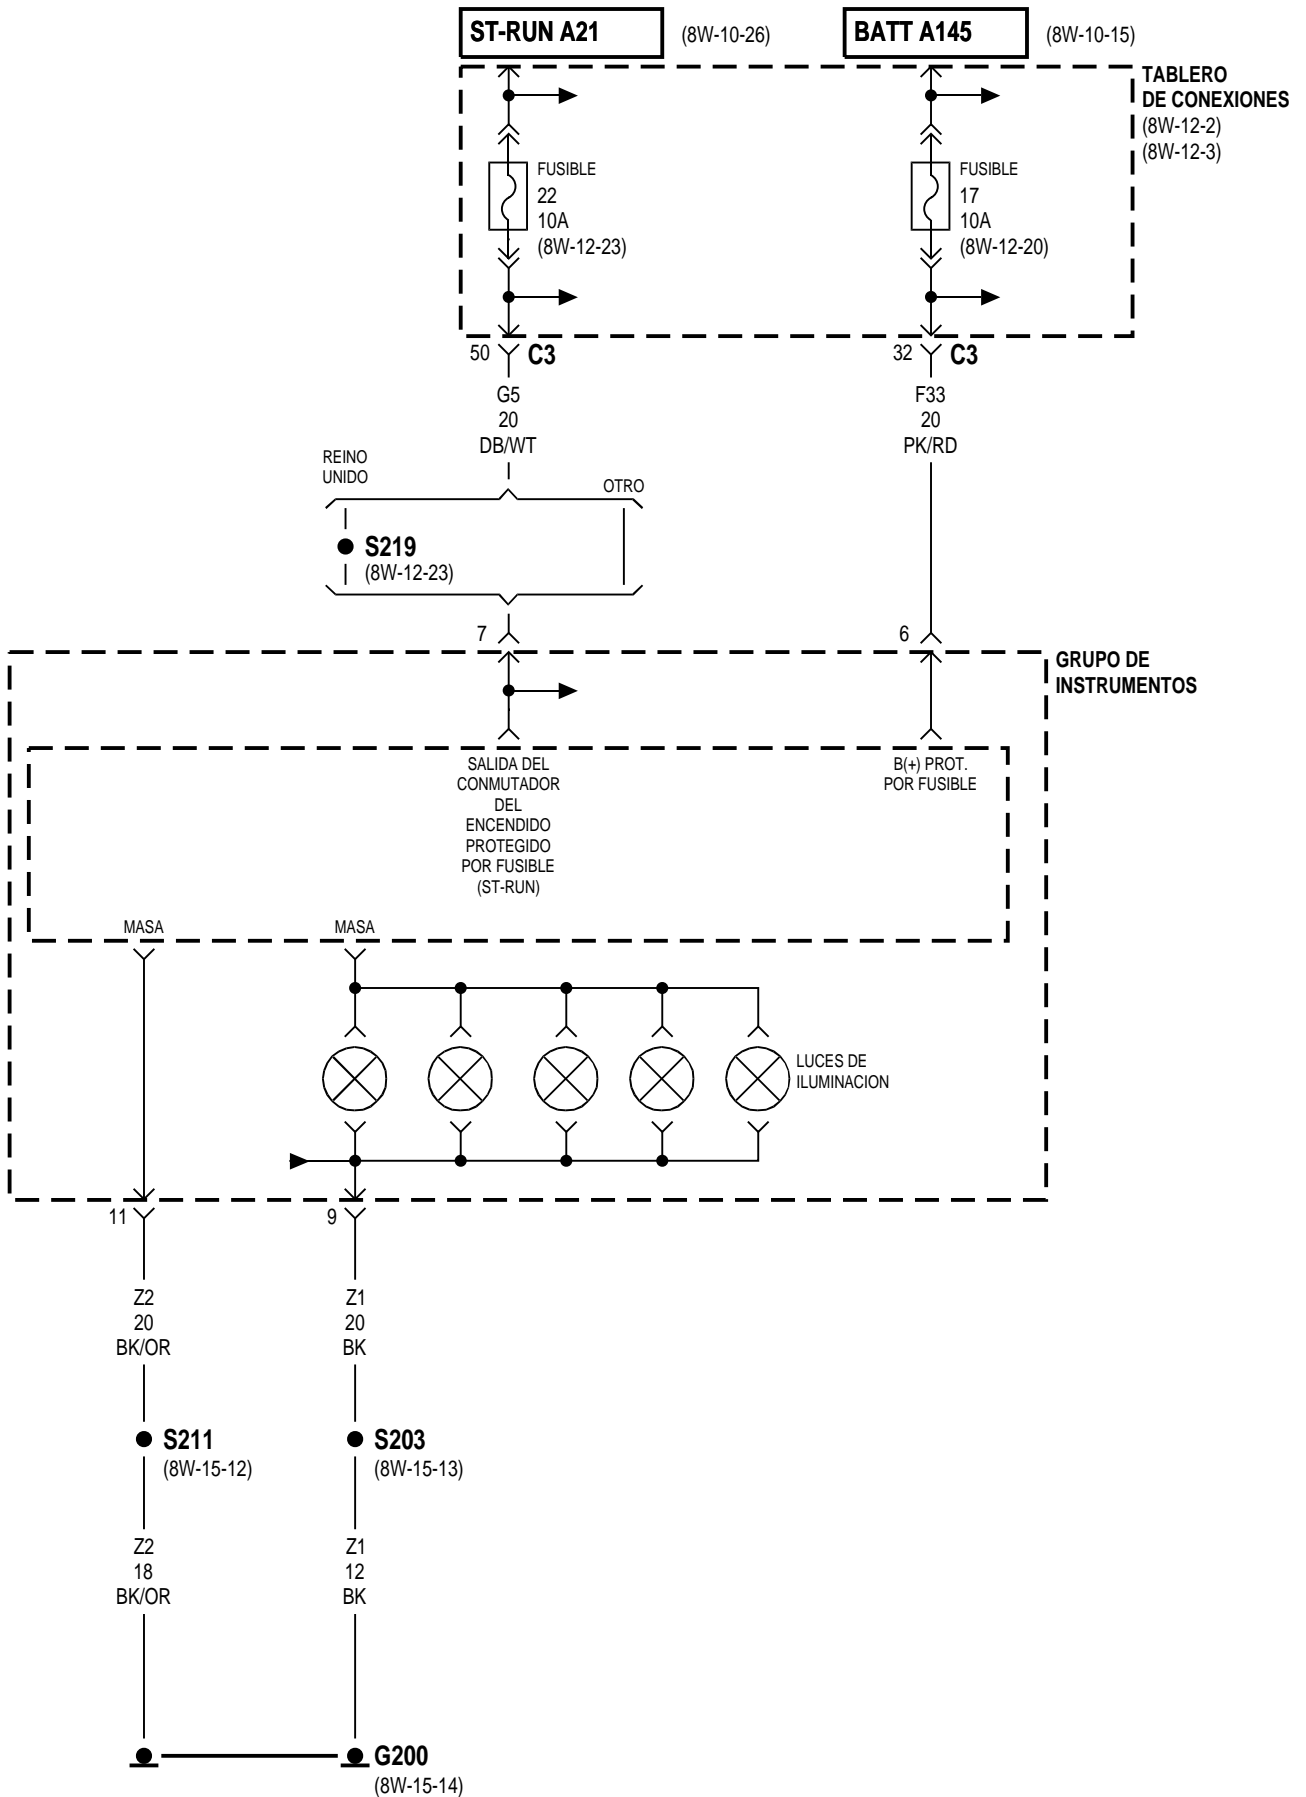 ST-RUN A21
(8W-10-26)
BATT A145
(8W-10-15)
TABLERO
DE CONEXIONES
(8W-12-2)
(8W-12-3)
FUSIBLE
22
10A
(8W-12-23)
FUSIBLE
17
10A
(8W-12-20)
50
C3
32
C3
G5
20
DB/WT
F33
20
PK/RD
REINO
UNIDO
OTRO
S219
(8W-12-23)
7
6
GRUPO DE
INSTRUMENTOS
SALIDA DEL
CONMUTADOR
DEL
ENCENDIDO
PROTEGIDO
POR FUSIBLE
(ST-RUN)
B(+) PROT.
POR FUSIBLE
MASA
MASA
LUCES DE
ILUMINACION
11
9
Z2
20
BK/OR
Z1
20
BK
S211
(8W-15-12)
S203
(8W-15-13)
Z2
18
BK/OR
Z1
12
BK
G200
(8W-15-14)